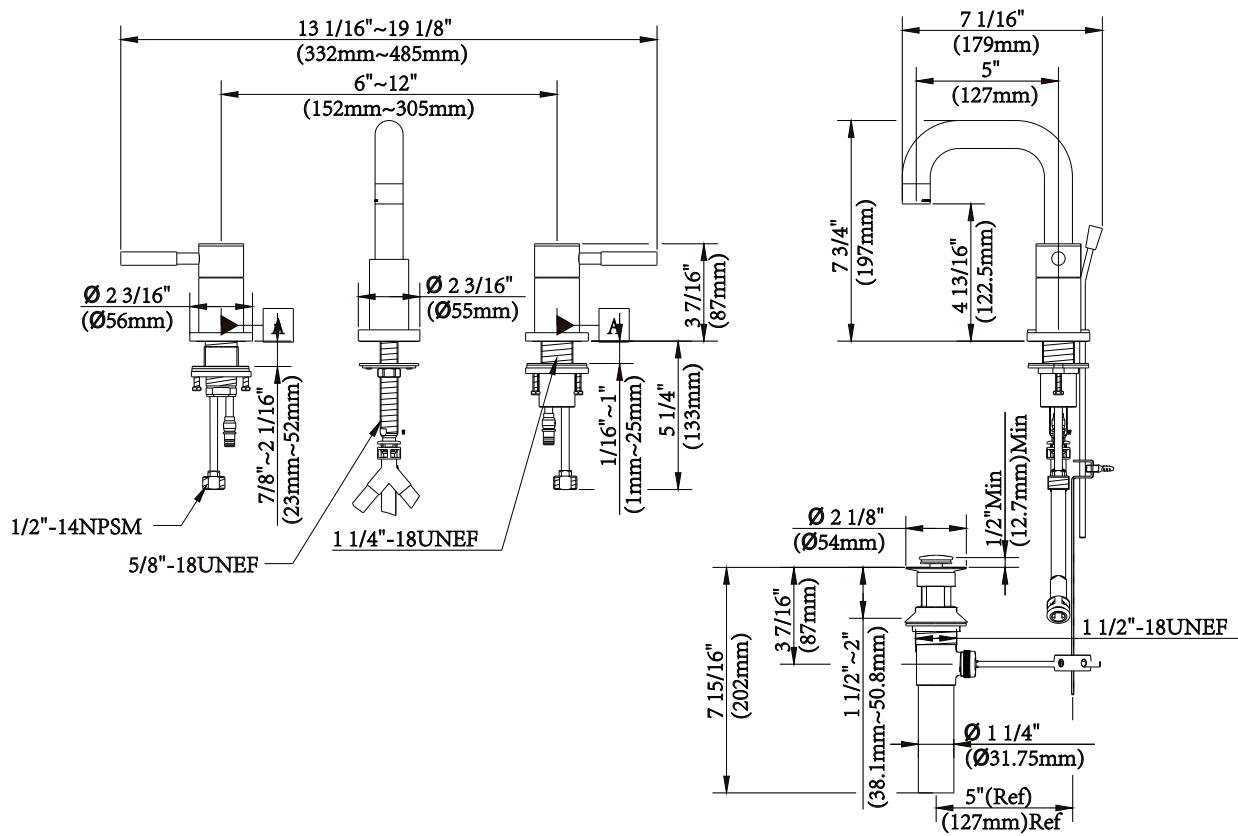 13 1/16"~19 1/8"
(332mm~485mm)
6"~12"
(152mm~305mm)
7 1/16"
(179mm)
5"
(127mm)
7 3/4"
(197mm)
4 13/16"
(122.5mm)
Ø 2 3/16"
(Ø56mm)
A
Ø 2 3/16"
(Ø55mm)
A
3 7/16"
(87mm)
7/8"~2 1/16"
(23mm~52mm)
1/16"~1"
(1mm~25mm)
5 1/4"
(133mm)
1/2"-14NPSM
5/8"-18UNEF
1 1/4"-18UNEF
Ø 2 1/8"
(Ø54mm)
1/2"Min
(12.7mm)Min
7 15/16"
(202mm)
3 7/16"
(87mm)
1 1/2"~2"
(38.1mm~50.8mm)
1 1/2"-18UNEF
Ø 1 1/4"
(Ø31.75mm)
5"(Ref)
(127mm)Ref